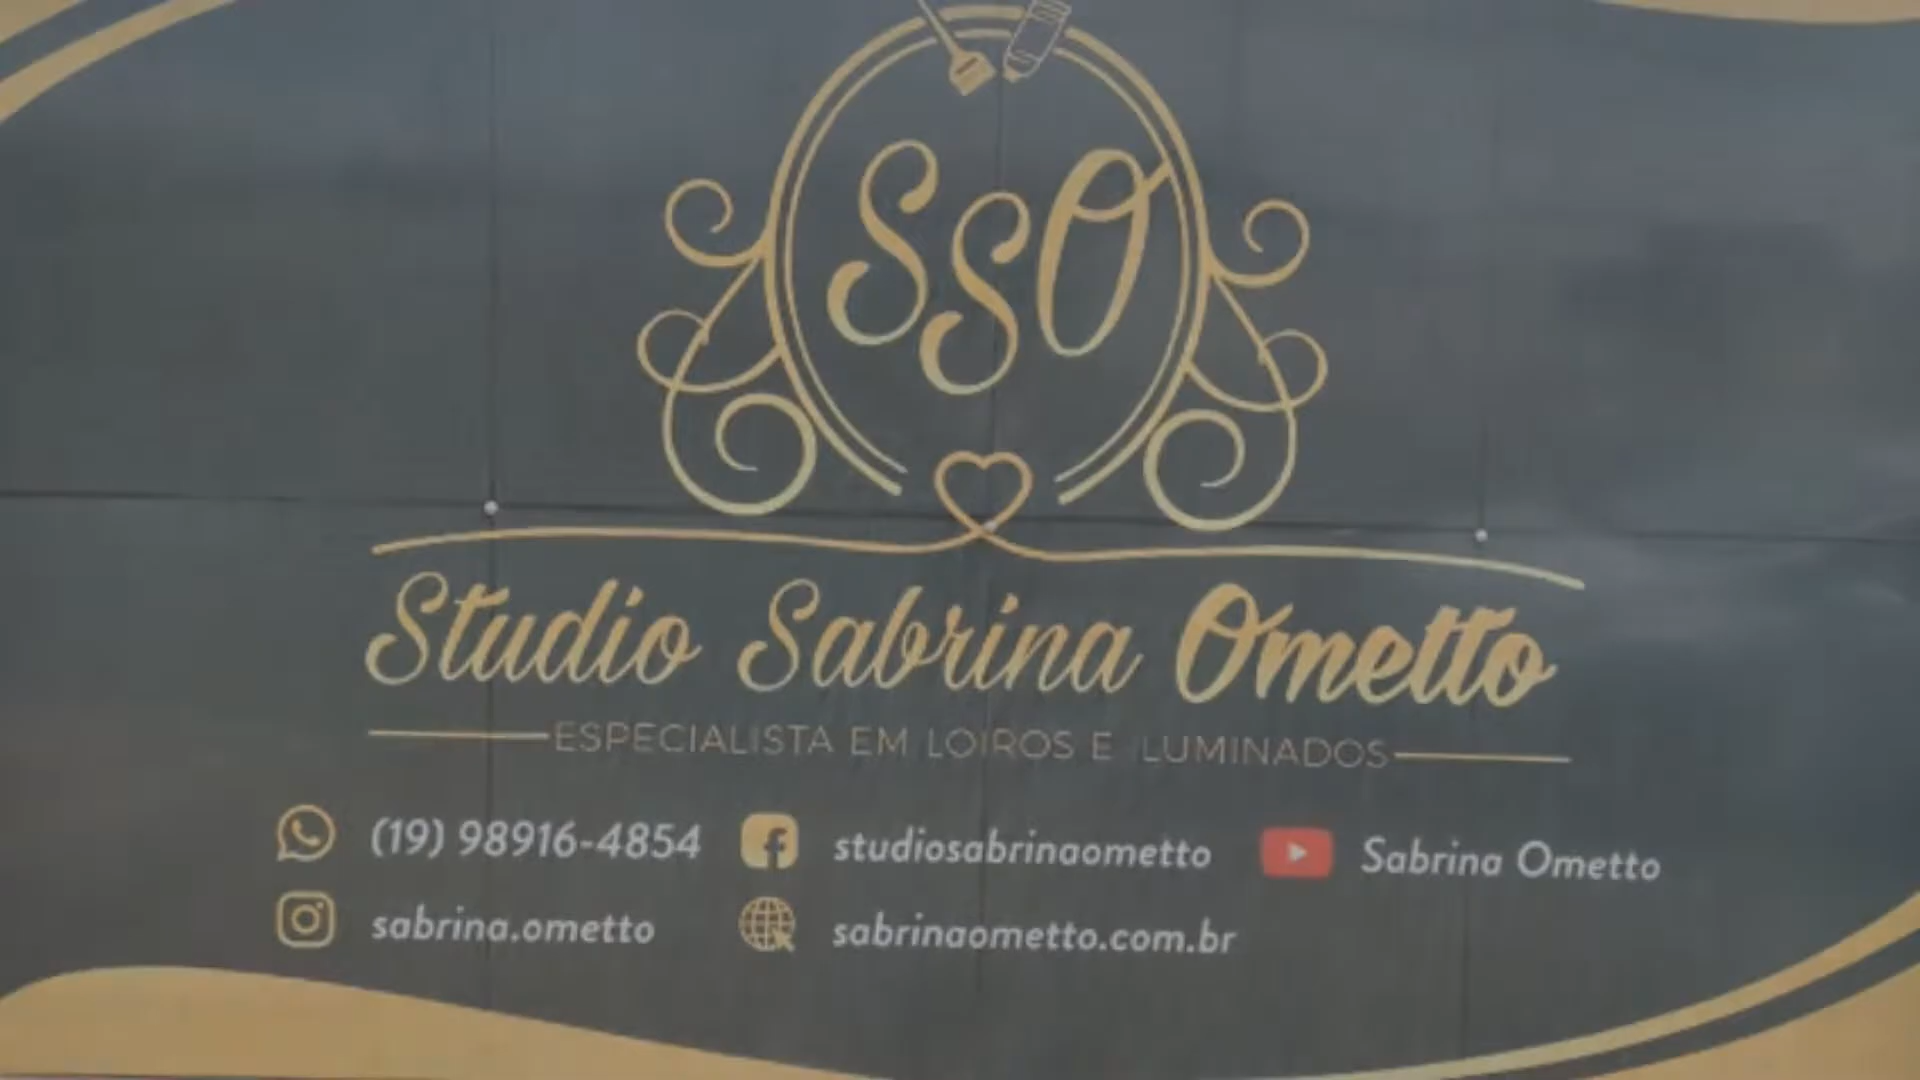 SSO
Studio Sabrina Ometto
ESPECIALISTA EM LOIROS E ILUMINADOS
(19) 98916-4854
studiosabrinaometto
Sabrina Ometto
sabrina.ometto
sabrinaometto.com.br